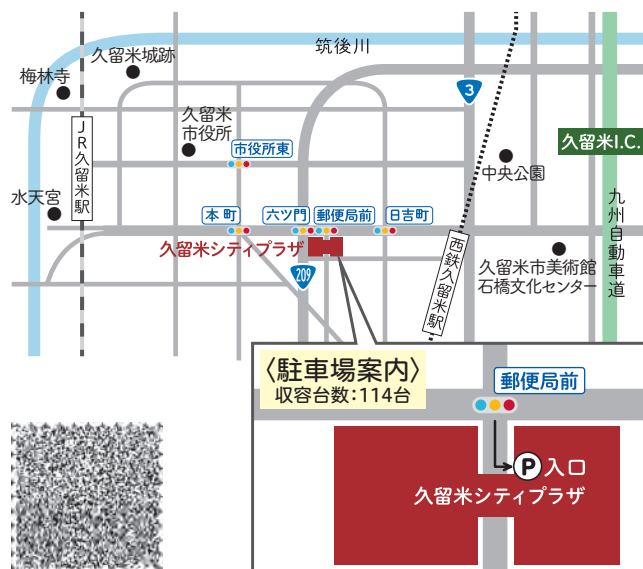 筑後川
久留米城跡
梅林寺
3
久留米
市役所
市役所東
JR久留米駅
久留米I.C.
中央公園
水天宮
本町
六ツ門
郵便局前
日吉町
九州自動車道
久留米シティプラザ
西鉄久留米駅
久留米市美術館
石橋文化センター
209
〈駐車場案内〉
収容台数:114台
郵便局前
P 入口
久留米シティプラザ